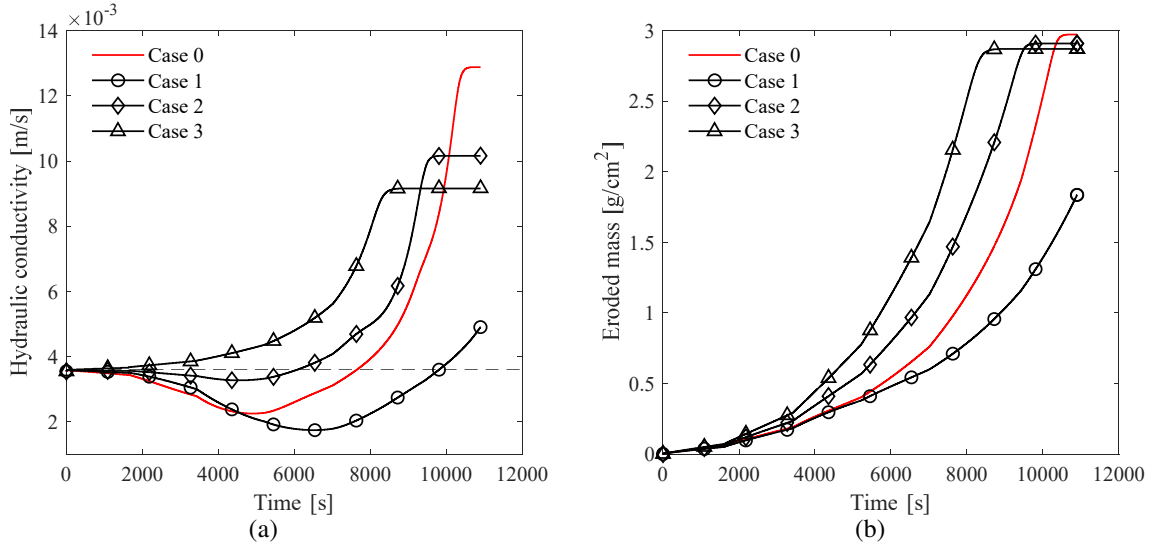 ×10⁻³
14
12
10
8
6
4
2
Hydraulic conductivity [m/s]
Case 0
Case 1
Case 2
Case 3
0 2000 4000 6000 8000 10000 12000
Time [s]
(a)
3
2.5
2
1.5
1
0.5
0
Eroded mass [g/cm²]
Case 0
Case 1
Case 2
Case 3
0 2000 4000 6000 8000 10000 12000
Time [s]
(b)